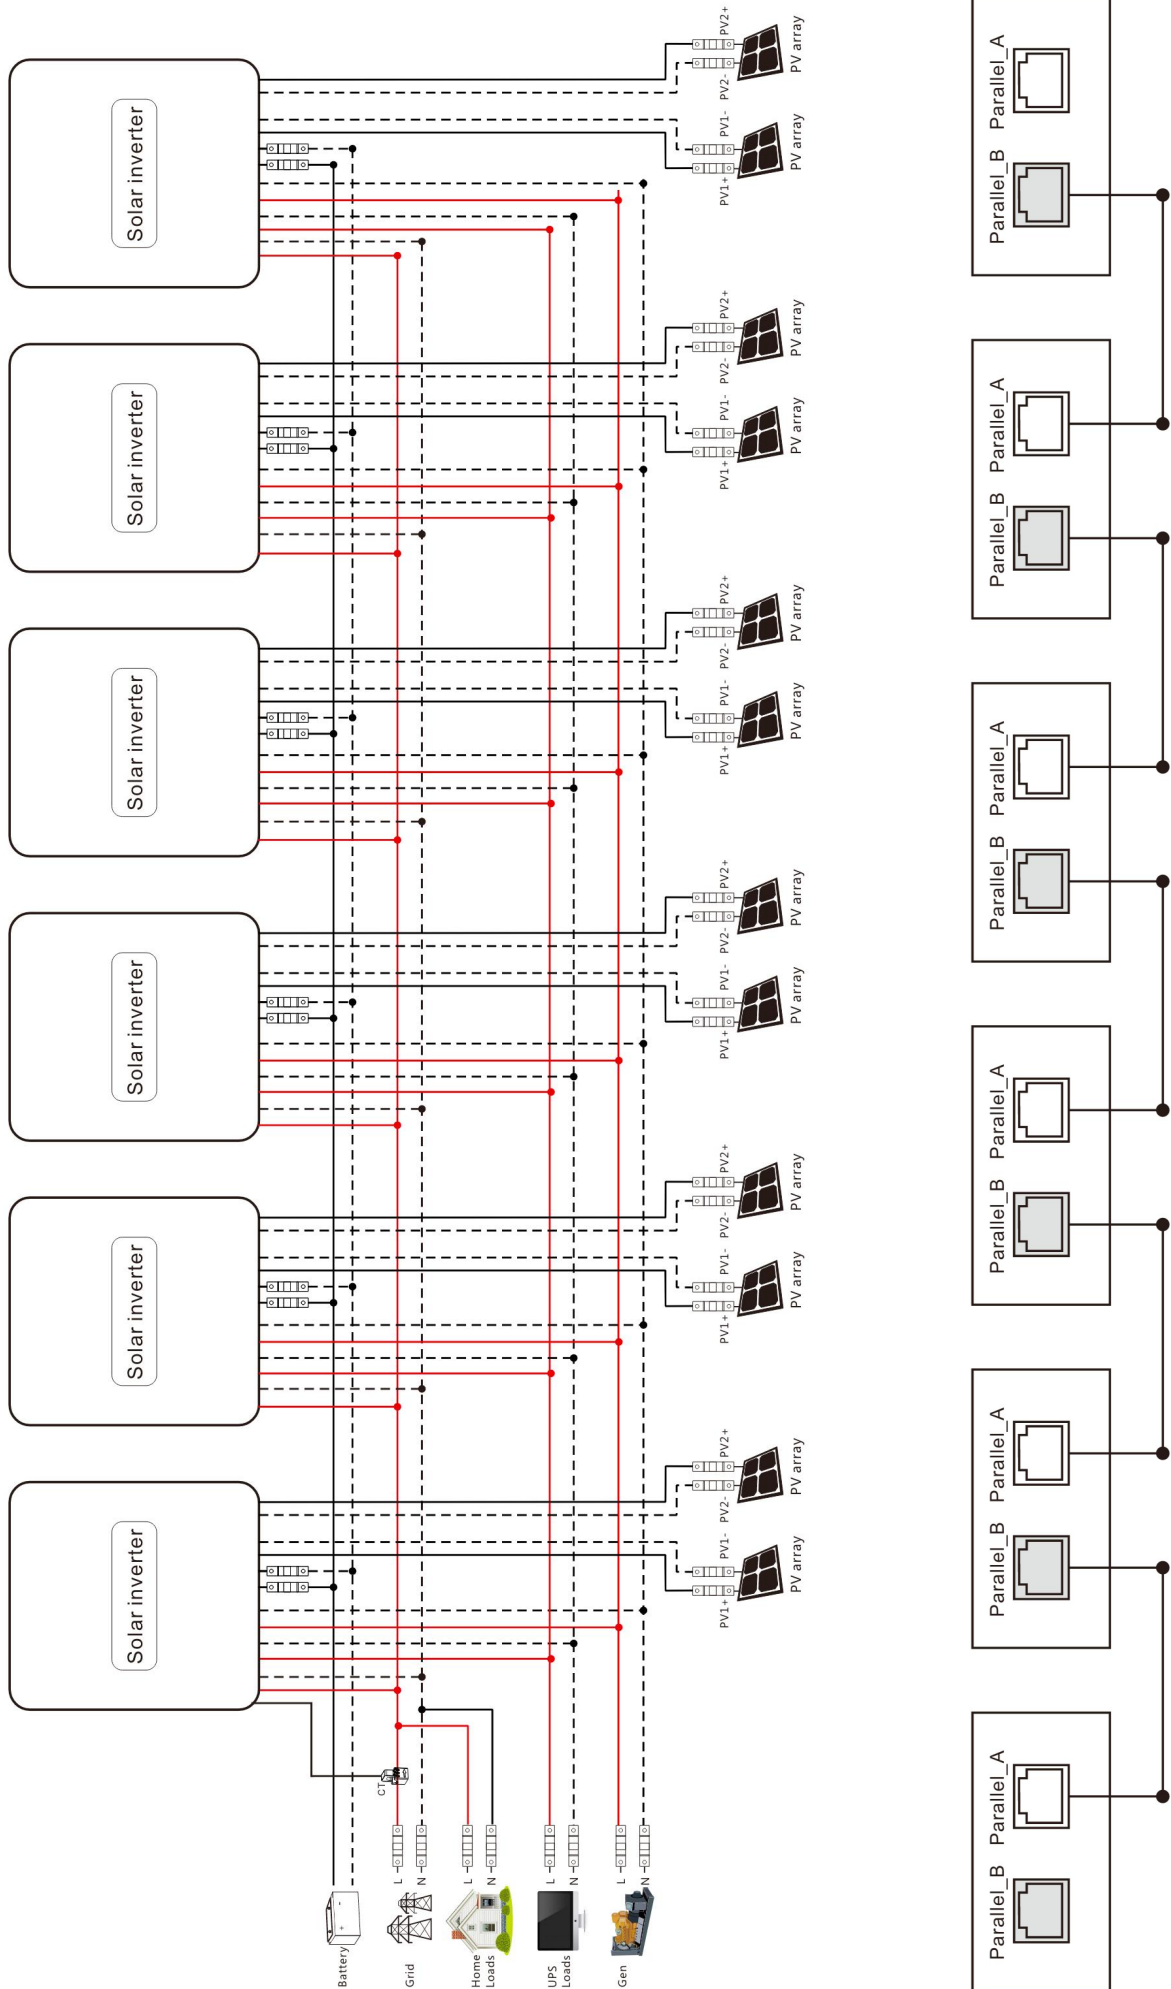 Solar inverter
Solar inverter
Solar inverter
Solar inverter
Solar inverter
Solar inverter
Battery
+
-
CT
Grid
L
N
Home
Loads
L
N
UPS
Loads
L
N
Gen
L
N
PV1+ PV1- PV2- PV2+
PV1+ PV1- PV2- PV2+
PV1+ PV1- PV2- PV2+
PV1+ PV1- PV2- PV2+
PV1+ PV1- PV2- PV2+
PV1+ PV1- PV2- PV2+
PV array PV array
PV array PV array
PV array PV array
PV array PV array
PV array PV array
PV array PV array
Parallel_B Parallel_A
Parallel_B Parallel_A
Parallel_B Parallel_A
Parallel_B Parallel_A
Parallel_B Parallel_A
Parallel_B Parallel_A